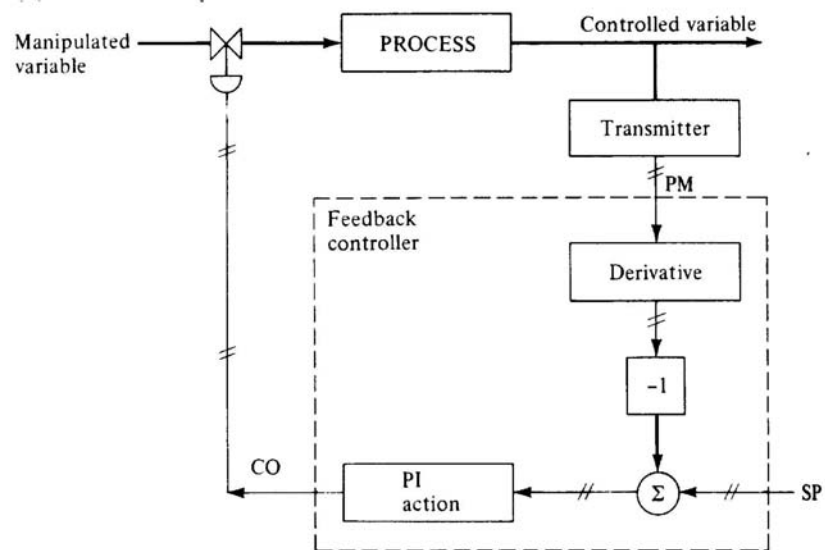 Manipulated
variable
PROCESS
Controlled variable
Transmitter
PM
Feedback
controller
Derivative
-1
CO
PI
action
Σ
SP